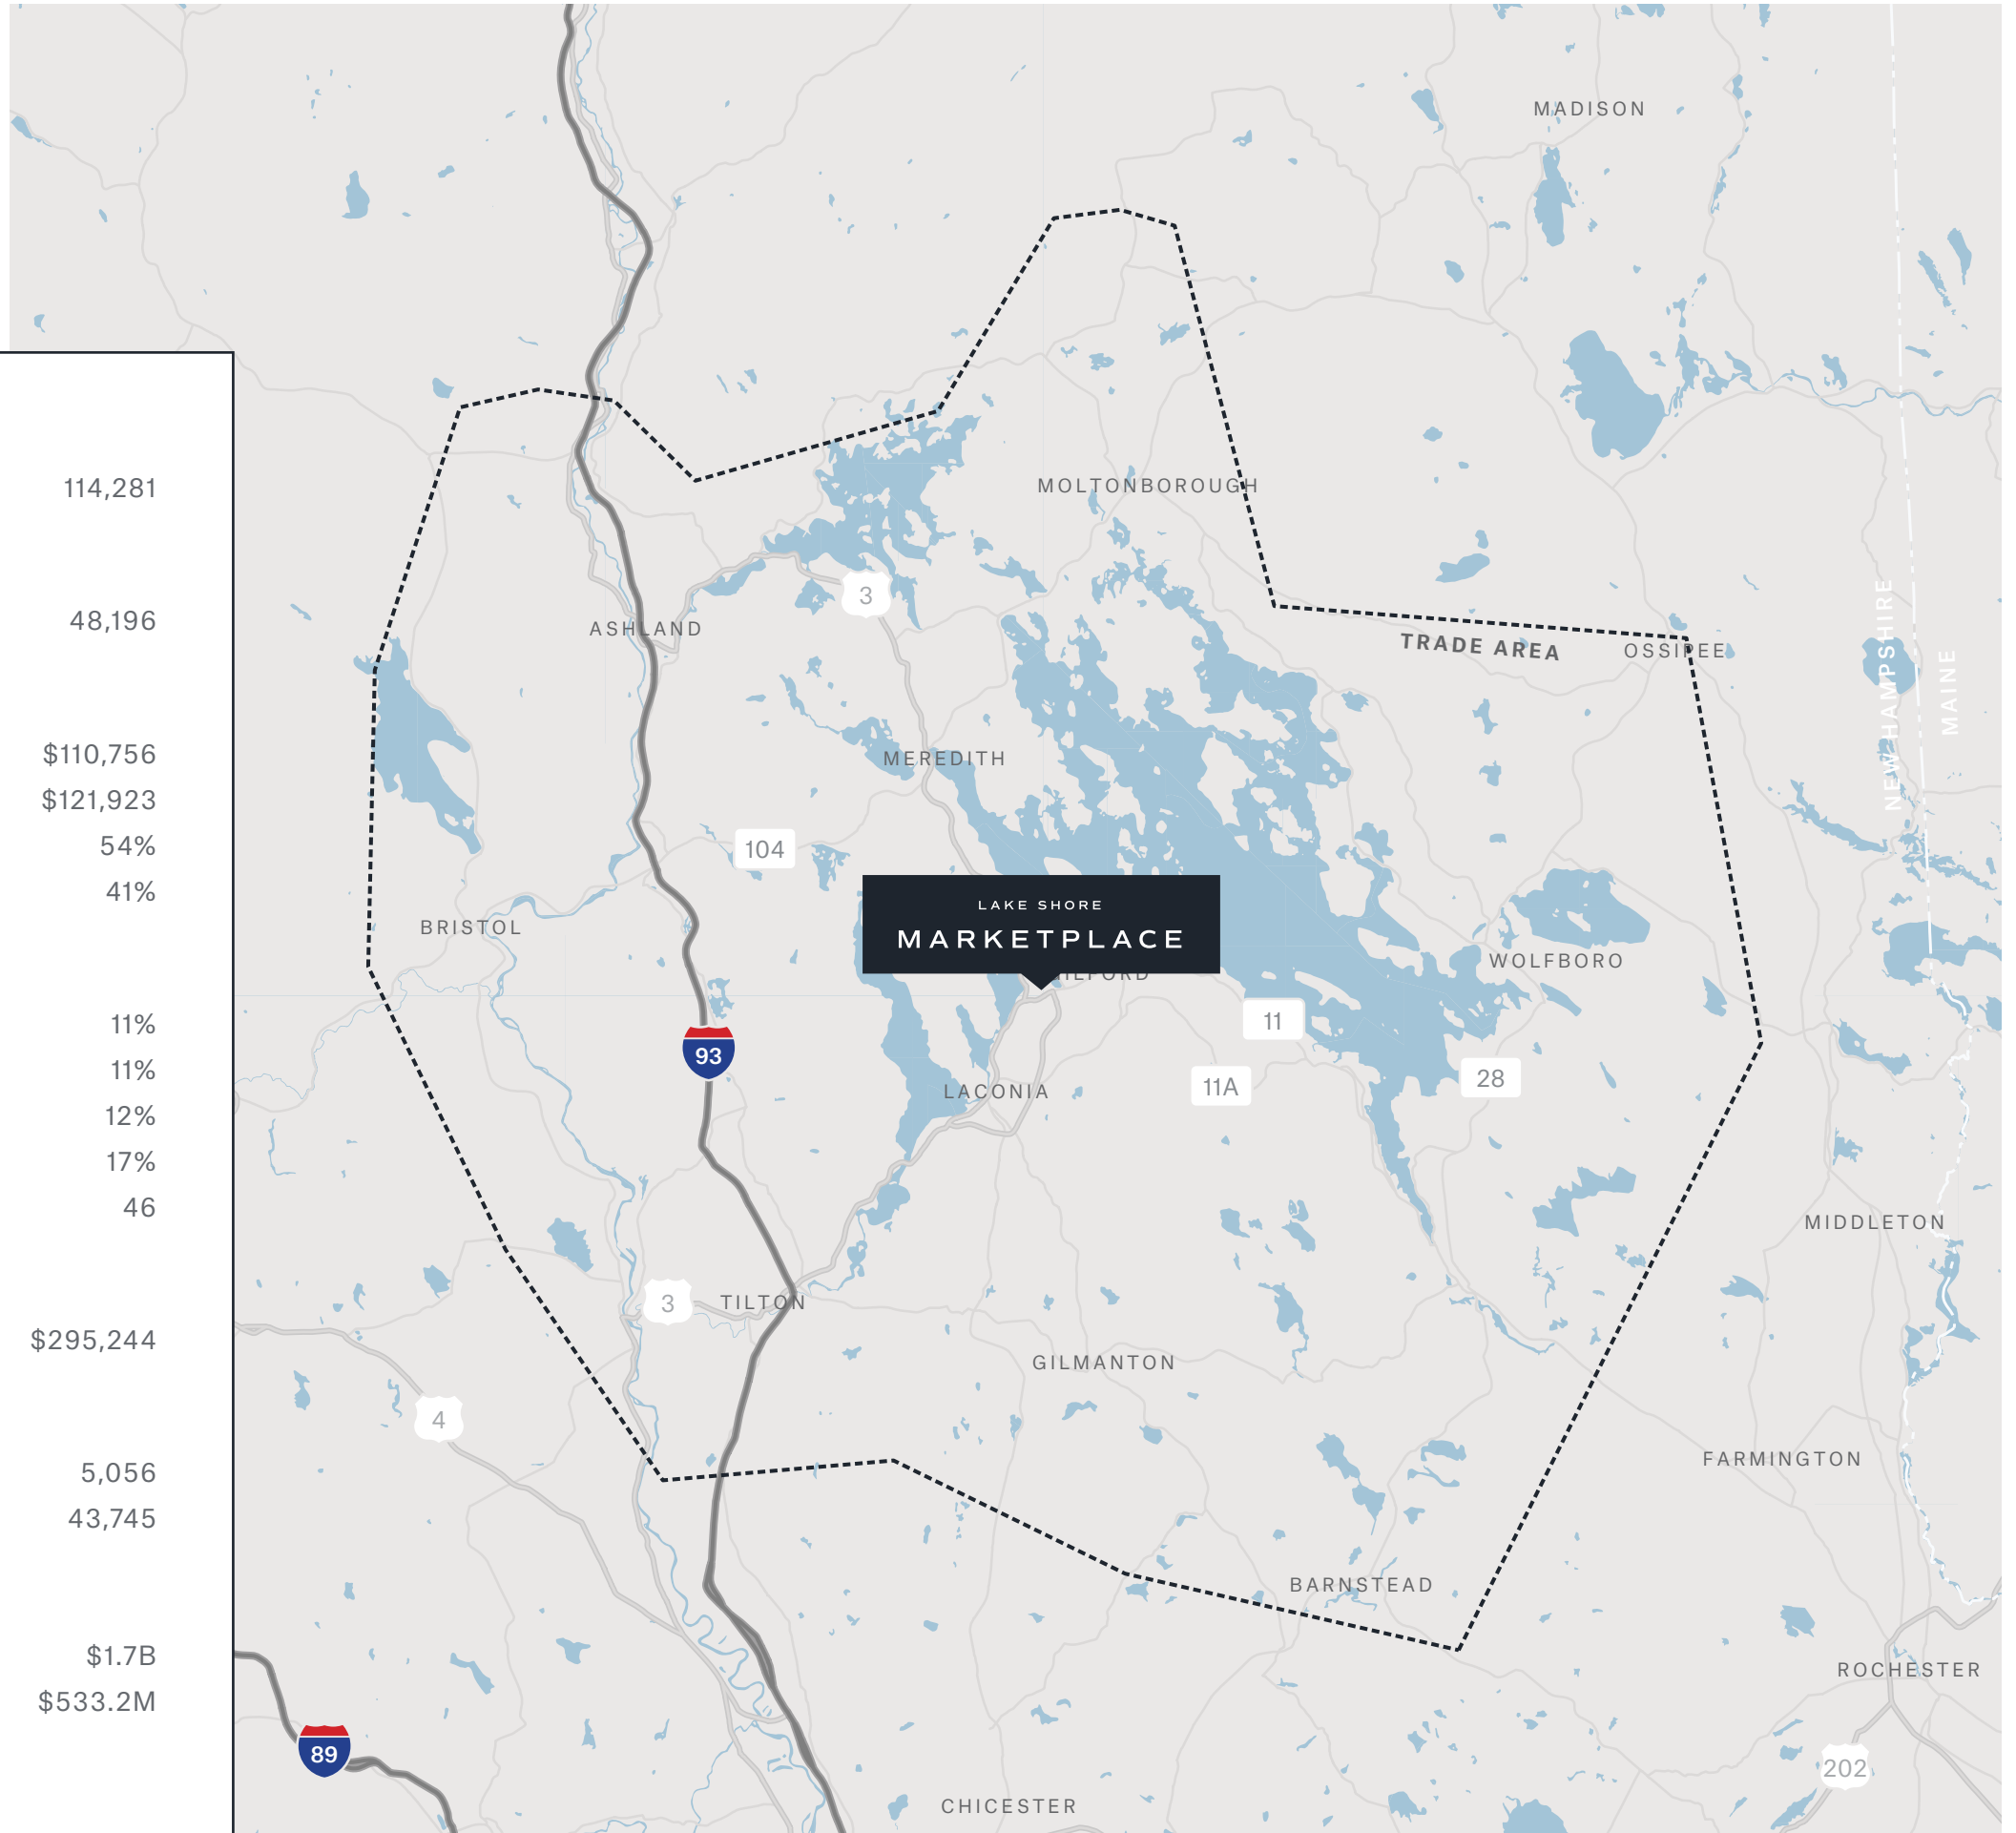 MADISON
114,281
MOLTONBOROUGH
48,196
3
ASHLAND
TRADE AREA
OSSIPEE
NEW HAMPSHIRE
MAINE
$110,756
MEREDITH
$121,923
54%
104
41%
LAKE SHORE
MARKETPLACE
BRISTOL
WOLFBORO
11%
11
93
11%
28
11A
LACONIA
12%
17%
46
MIDDLETON
3
TILTON
$295,244
GILMANTON
4
5,056
FARMINGTON
43,745
BARNSTEAD
$1.7B
ROCHESTER
$533.2M
89
202
CHICESTER